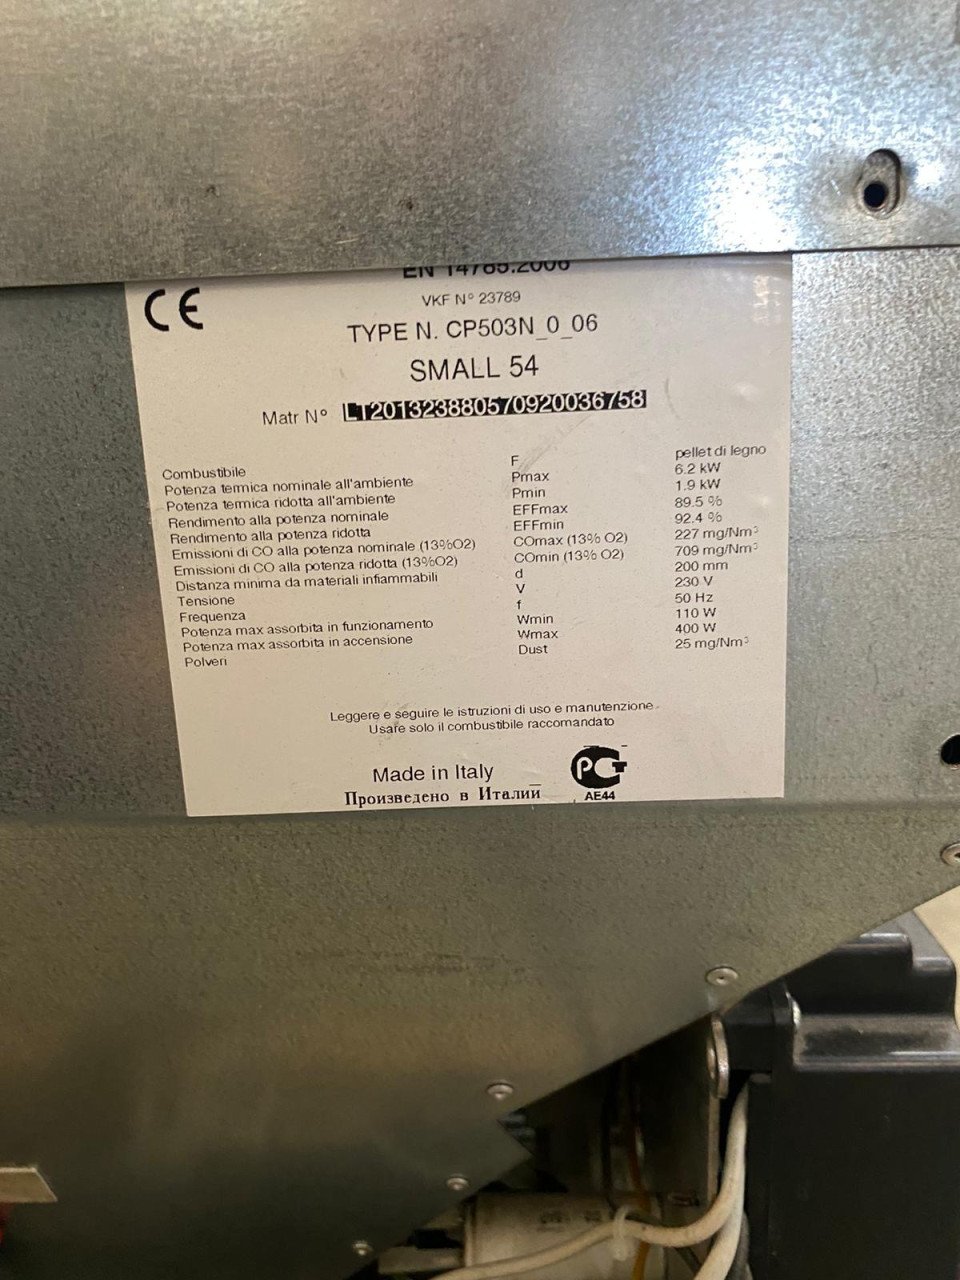 EN 14785:2006
CE
VKF N° 23789
TYPE N. CP503N_0_06
SMALL 54
Matr N° LT201323880570920036758
Combustibile F pellet di legno
Potenza termica nominale all'ambiente Pmax 6.2 kW
Potenza termica ridotta all'ambiente Pmin 1.9 kW
Rendimento alla potenza nominale EFFmax 89.5 %
Rendimento alla potenza ridotta EFFmin 92.4 %
Emissioni di CO alla potenza nominale (13%O2) COmax (13% O2) 227 mg/Nm³
Emissioni di CO alla potenza ridotta (13%O2) COmin (13% O2) 709 mg/Nm³
Distanza minima da materiali infiammabili d 200 mm
Tensione V 230 V
Frequenza f 50 Hz
Potenza max assorbita in funzionamento Wmin 110 W
Potenza max assorbita in accensione Wmax 400 W
Polveri Dust 25 mg/Nm³
Leggere e seguire le istruzioni di uso e manutenzione
Usare solo il combustibile raccomandato
Made in Italy
Произведено в Италий
PCT
AE44